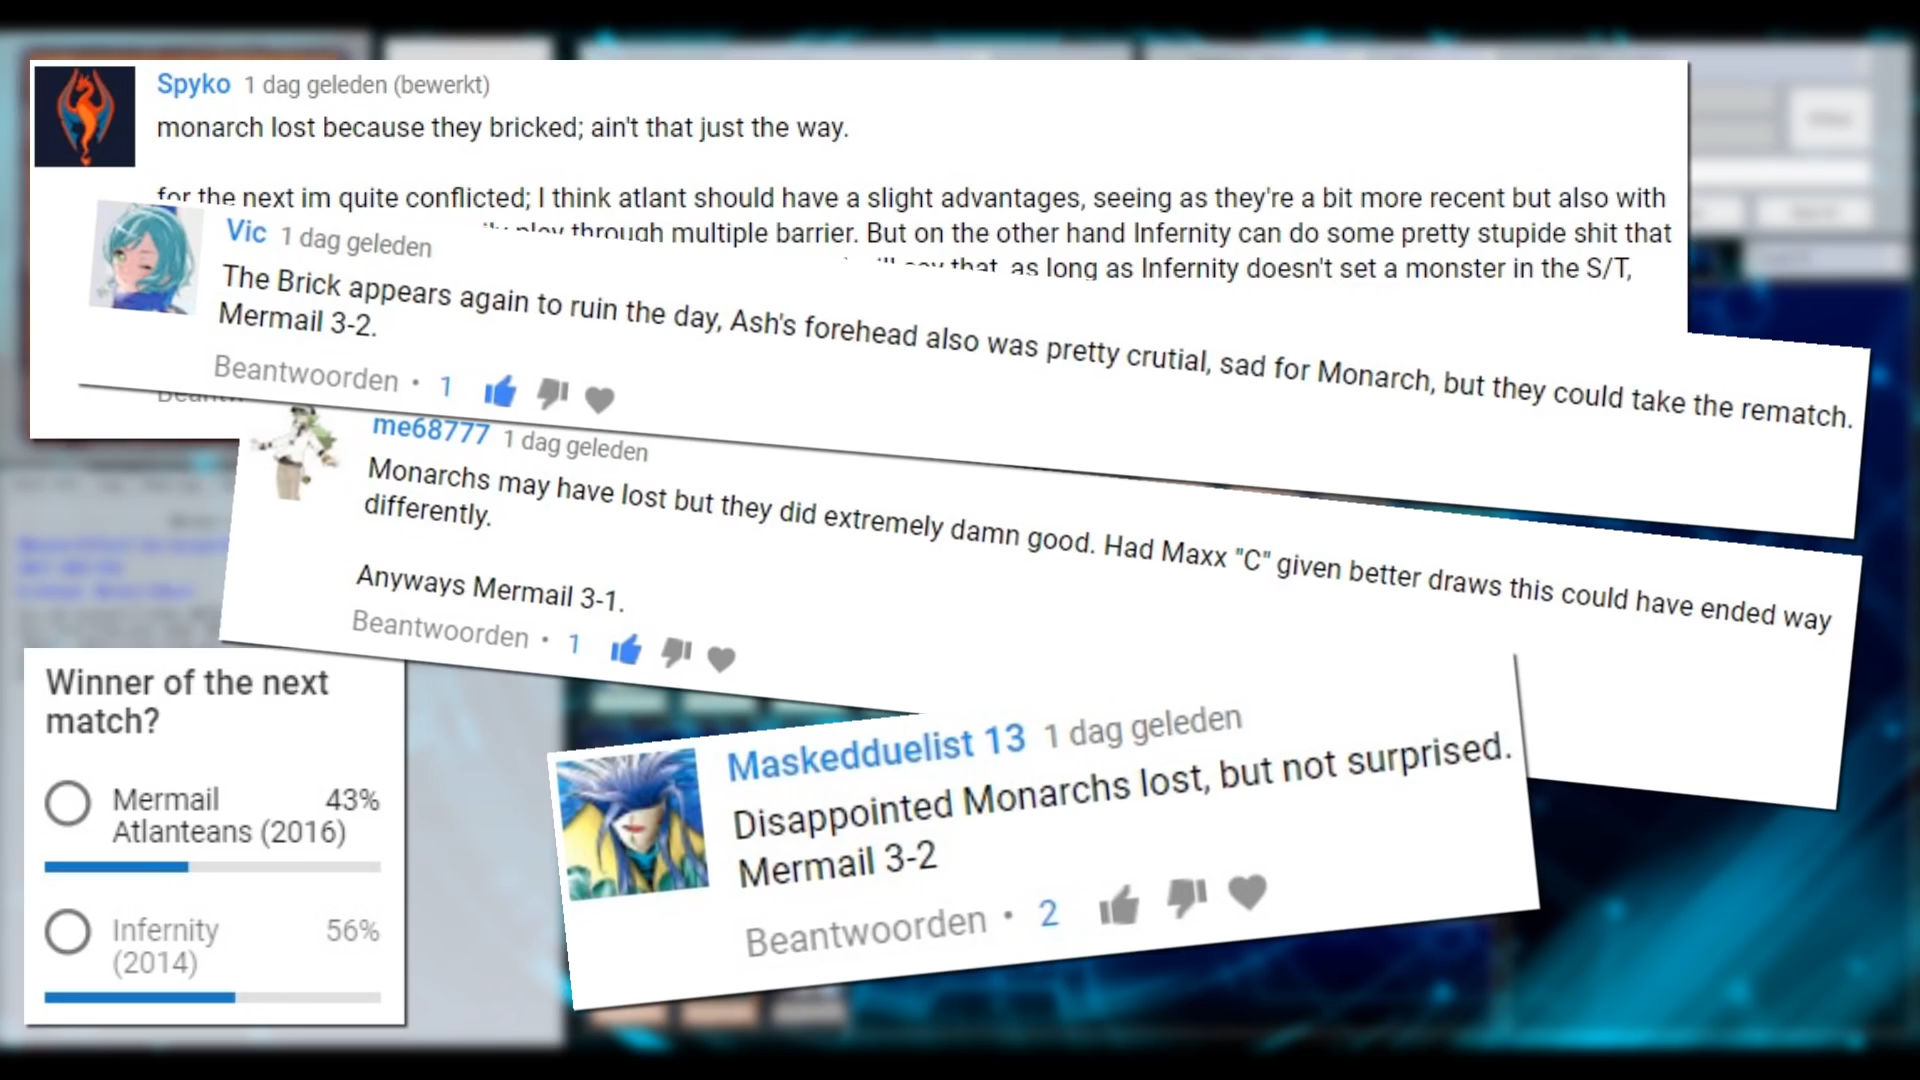 Spyko 1 dag geleden (bewerkt)
monarch lost because they bricked; ain't that just the way.
for the next im quite conflicted; I think atlant should have a slight advantages, seeing as they're a bit more recent but also with
play through multiple barrier. But on the other hand Infernity can do some pretty stupide shit that
say that, as long as Infernity doesn't set a monster in the S/T,
Vic 1 dag geleden
The Brick appears again to ruin the day, Ash's forehead also was pretty crutial, sad for Monarch, but they could take the rematch.
Mermail 3-2.
Beantwoorden • 1
me68777 1 dag geleden
Monarchs may have lost but they did extremely damn good. Had Maxx "C" given better draws this could have ended way
differently.
Anyways Mermail 3-1.
Beantwoorden • 1
Maskedduelist 13 1 dag geleden
Disappointed Monarchs lost, but not surprised.
Mermail 3-2
Beantwoorden • 2
Winner of the next
match?
Mermail 43%
Atlanteans (2016)
Infernity 56%
(2014)